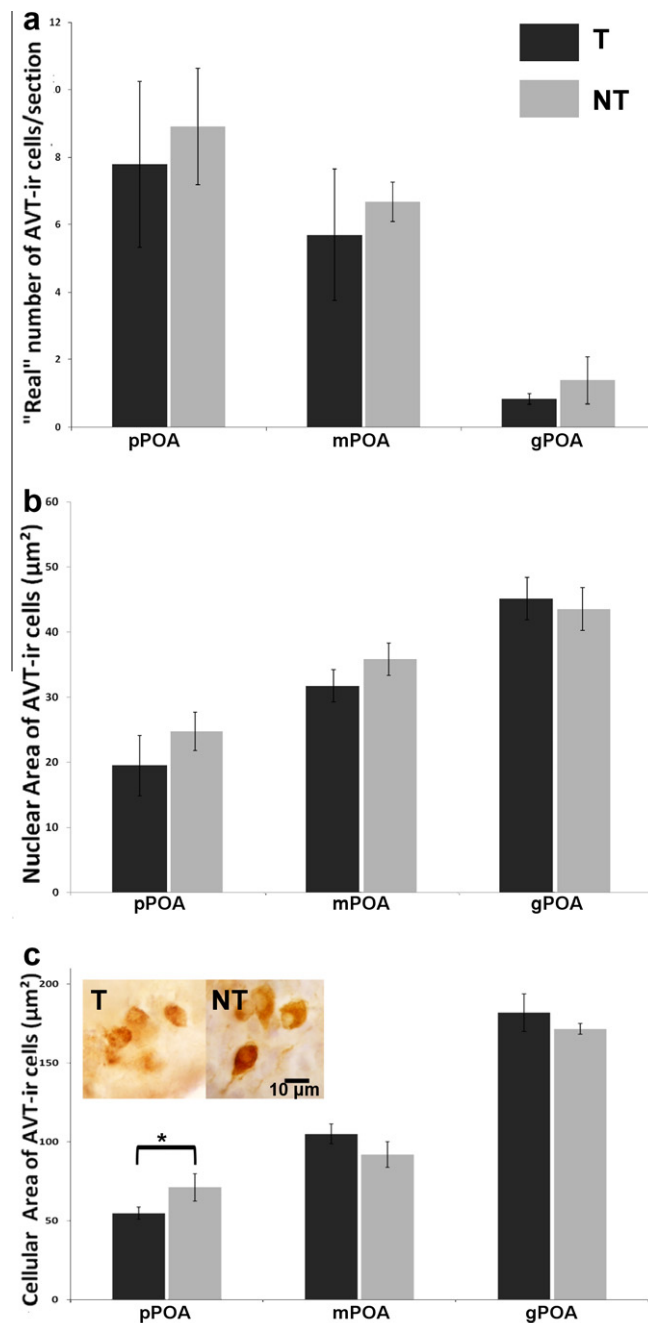 a
T
NT
"Real" number of AVT-ir cells/section
12
0
8
6
4
2
0
pPOA mPOA gPOA
b
Nuclear Area of AVT-ir cells (µm²)
60
50
40
30
20
10
0
pPOA mPOA gPOA
c
Cellular Area of AVT-ir cells (µm²)
200
150
100
50
0
T
NT
10 µm
*
pPOA mPOA gPOA